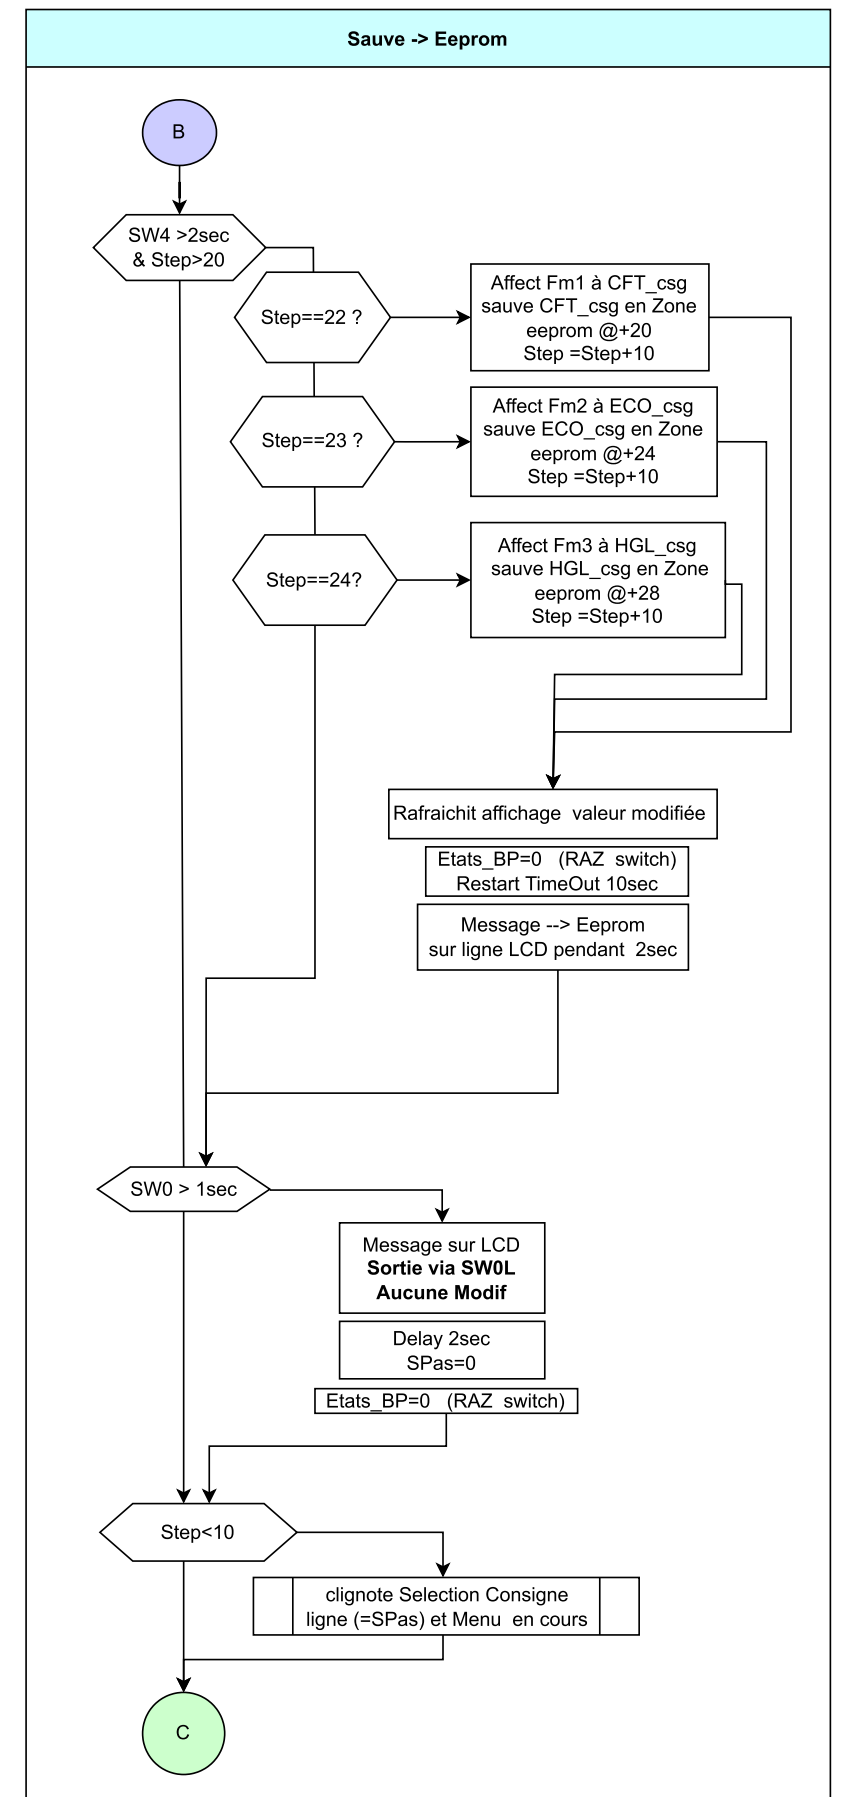 Sauve -> Eeprom
B
SW4 >2sec
& Step>20
Step==22 ?
Affect Fm1 à CFT_csg
sauve CFT_csg en Zone
eeprom @+20
Step =Step+10
Step==23 ?
Affect Fm2 à ECO_csg
sauve ECO_csg en Zone
eeprom @+24
Step =Step+10
Step==24?
Affect Fm3 à HGL_csg
sauve HGL_csg en Zone
eeprom @+28
Step =Step+10
Rafraichit affichage valeur modifiée
Etats_BP=0 (RAZ switch)
Restart TimeOut 10sec
Message --> Eeprom
sur ligne LCD pendant 2sec
SW0 > 1sec
Message sur LCD
Sortie via SW0L
Aucune Modif
Delay 2sec
SPas=0
Etats_BP=0 (RAZ switch)
Step<10
clignote Selection Consigne
ligne (=SPas) et Menu en cours
C